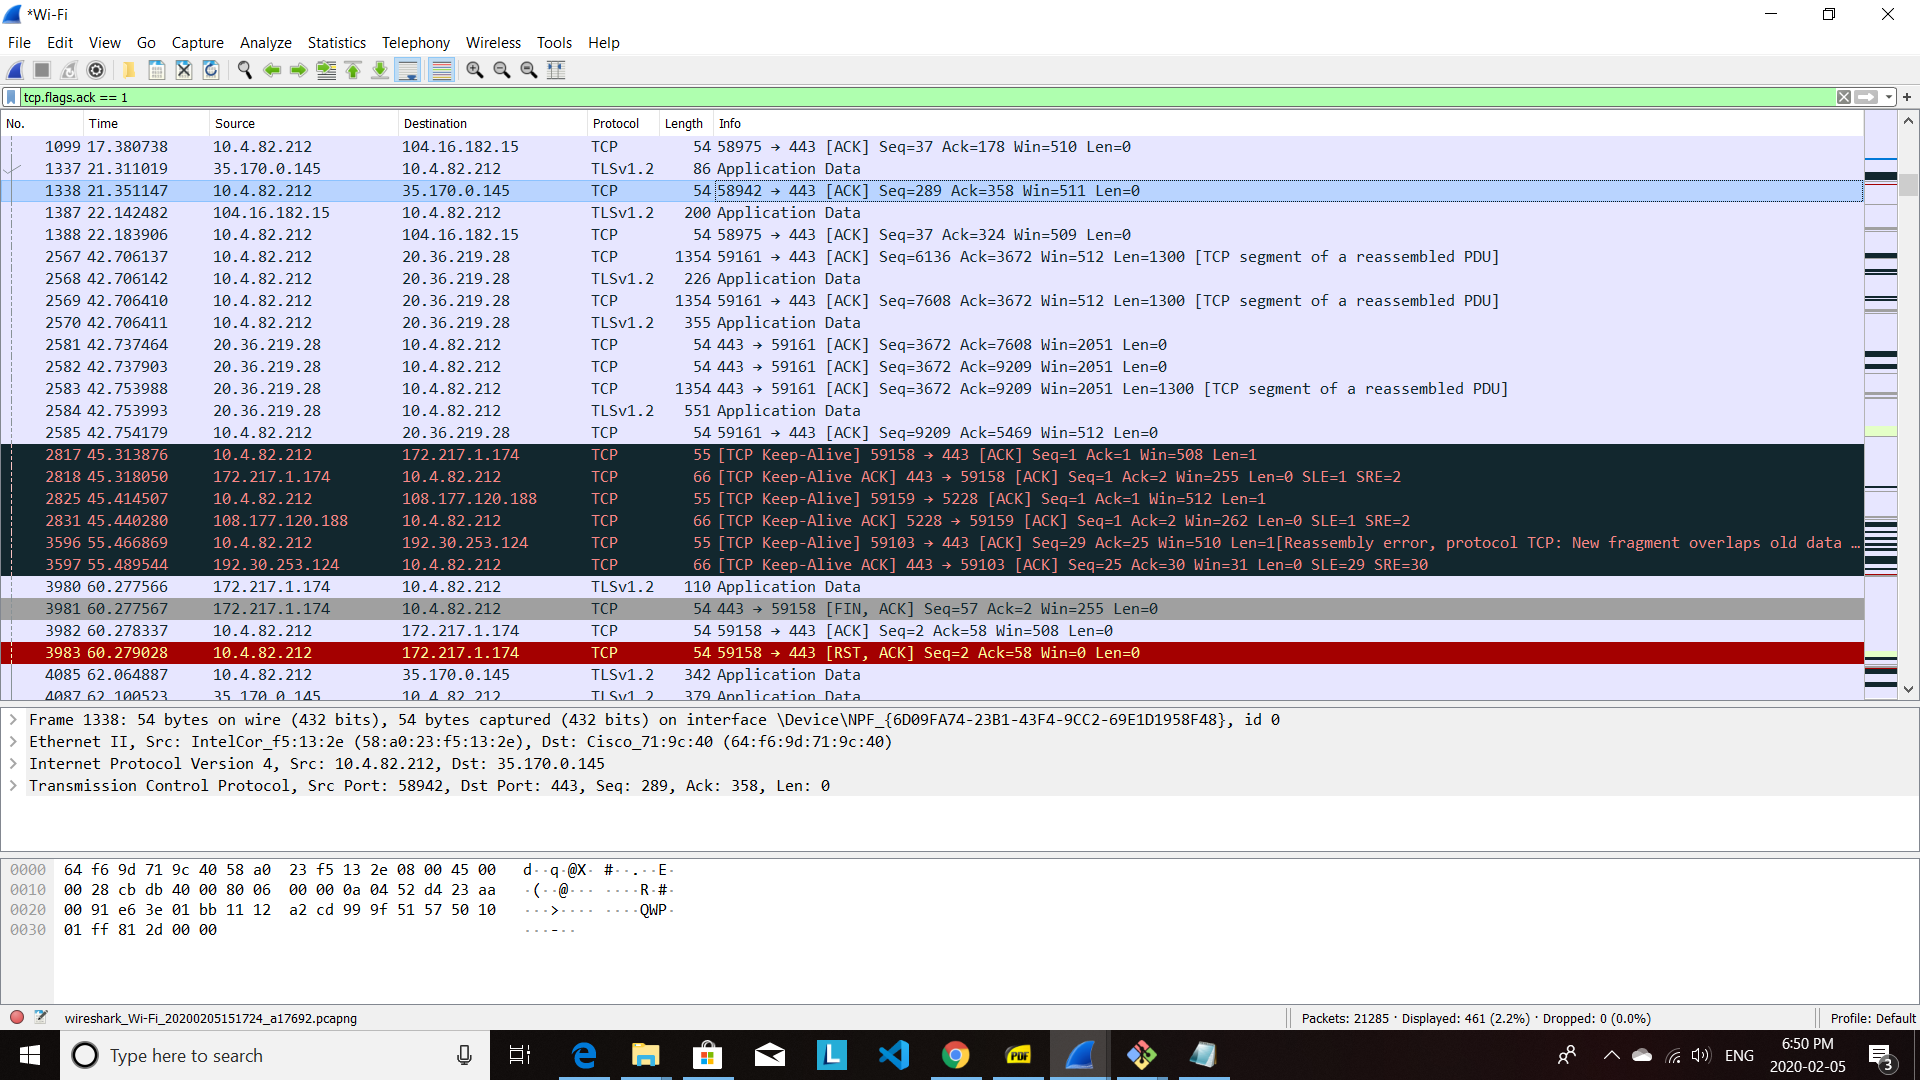 *Wi-Fi
File Edit View Go Capture Analyze Statistics Telephony Wireless Tools Help
tcp.flags.ack == 1
No. Time Source Destination Protocol Length Info
1099 17.380738 10.4.82.212 104.16.182.15 TCP 54 58975 → 443 [ACK] Seq=37 Ack=178 Win=510 Len=0
1337 21.311019 35.170.0.145 10.4.82.212 TLSv1.2 86 Application Data
1338 21.351147 10.4.82.212 35.170.0.145 TCP 54 58942 → 443 [ACK] Seq=289 Ack=358 Win=511 Len=0
1387 22.142482 104.16.182.15 10.4.82.212 TLSv1.2 200 Application Data
1388 22.183906 10.4.82.212 104.16.182.15 TCP 54 58975 → 443 [ACK] Seq=37 Ack=324 Win=509 Len=0
2567 42.706137 10.4.82.212 20.36.219.28 TCP 1354 59161 → 443 [ACK] Seq=6136 Ack=3672 Win=512 Len=1300 [TCP segment of a reassembled PDU]
2568 42.706142 10.4.82.212 20.36.219.28 TLSv1.2 226 Application Data
2569 42.706410 10.4.82.212 20.36.219.28 TCP 1354 59161 → 443 [ACK] Seq=7608 Ack=3672 Win=512 Len=1300 [TCP segment of a reassembled PDU]
2570 42.706411 10.4.82.212 20.36.219.28 TLSv1.2 355 Application Data
2581 42.737464 20.36.219.28 10.4.82.212 TCP 54 443 → 59161 [ACK] Seq=3672 Ack=7608 Win=2051 Len=0
2582 42.737903 20.36.219.28 10.4.82.212 TCP 54 443 → 59161 [ACK] Seq=3672 Ack=9209 Win=2051 Len=0
2583 42.753988 20.36.219.28 10.4.82.212 TCP 1354 443 → 59161 [ACK] Seq=3672 Ack=9209 Win=2051 Len=1300 [TCP segment of a reassembled PDU]
2584 42.753993 20.36.219.28 10.4.82.212 TLSv1.2 551 Application Data
2585 42.754179 10.4.82.212 20.36.219.28 TCP 54 59161 → 443 [ACK] Seq=9209 Ack=5469 Win=512 Len=0
2817 45.313876 10.4.82.212 172.217.1.174 TCP 55 [TCP Keep-Alive] 59158 → 443 [ACK] Seq=1 Ack=1 Win=508 Len=1
2818 45.318050 172.217.1.174 10.4.82.212 TCP 66 [TCP Keep-Alive ACK] 443 → 59158 [ACK] Seq=1 Ack=2 Win=255 Len=0 SLE=1 SRE=2
2825 45.414507 10.4.82.212 108.177.120.188 TCP 55 [TCP Keep-Alive] 59159 → 5228 [ACK] Seq=1 Ack=1 Win=512 Len=1
2831 45.440280 108.177.120.188 10.4.82.212 TCP 66 [TCP Keep-Alive ACK] 5228 → 59159 [ACK] Seq=1 Ack=2 Win=262 Len=0 SLE=1 SRE=2
3596 55.466869 10.4.82.212 192.30.253.124 TCP 55 [TCP Keep-Alive] 59103 → 443 [ACK] Seq=29 Ack=25 Win=510 Len=1[Reassembly error, protocol TCP: New fragment overlaps old data …
3597 55.489544 192.30.253.124 10.4.82.212 TCP 66 [TCP Keep-Alive ACK] 443 → 59103 [ACK] Seq=25 Ack=30 Win=31 Len=0 SLE=29 SRE=30
3980 60.277566 172.217.1.174 10.4.82.212 TLSv1.2 110 Application Data
3981 60.277567 172.217.1.174 10.4.82.212 TCP 54 443 → 59158 [FIN, ACK] Seq=57 Ack=2 Win=255 Len=0
3982 60.278337 10.4.82.212 172.217.1.174 TCP 54 59158 → 443 [ACK] Seq=2 Ack=58 Win=508 Len=0
3983 60.279028 10.4.82.212 172.217.1.174 TCP 54 59158 → 443 [RST, ACK] Seq=2 Ack=58 Win=0 Len=0
4085 62.064887 10.4.82.212 35.170.0.145 TLSv1.2 342 Application Data
4087 62.100523 35.170.0.145 10.4.82.212 TLSv1.2 379 Application Data
Frame 1338: 54 bytes on wire (432 bits), 54 bytes captured (432 bits) on interface \Device\NPF_{6D09FA74-23B1-43F4-9CC2-69E1D1958F48}, id 0
Ethernet II, Src: IntelCor_f5:13:2e (58:a0:23:f5:13:2e), Dst: Cisco_71:9c:40 (64:f6:9d:71:9c:40)
Internet Protocol Version 4, Src: 10.4.82.212, Dst: 35.170.0.145
Transmission Control Protocol, Src Port: 58942, Dst Port: 443, Seq: 289, Ack: 358, Len: 0
0000 64 f6 9d 71 9c 40 58 a0 23 f5 13 2e 08 00 45 00 d··q·@X· #··.··E·
0010 00 28 cb db 40 00 80 06 00 00 0a 04 52 d4 23 aa ·(··@··· ····R·#·
0020 00 91 e6 3e 01 bb 11 12 a2 cd 99 9f 51 57 50 10 ···>···· ····QWP·
0030 01 ff 81 2d 00 00 ···-··
wireshark_Wi-Fi_20200205151724_a17692.pcapng
Packets: 21285 · Displayed: 461 (2.2%) · Dropped: 0 (0.0%)
Profile: Default
Type here to search
L
PDF
ENG
6:50 PM
2020-02-05
3